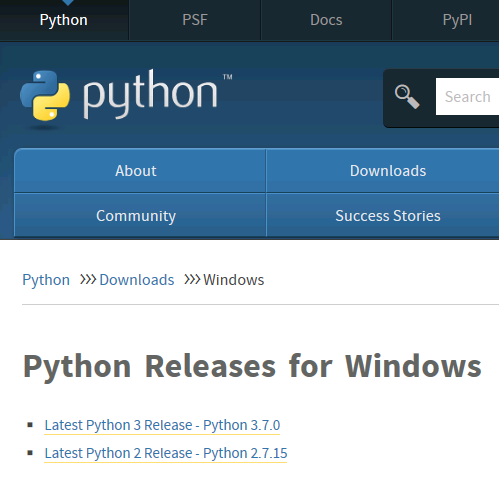 Python PSF Docs PyPI
python™
Search
About Downloads
Community Success Stories
Python >>> Downloads >>> Windows
Python Releases for Windows
Latest Python 3 Release - Python 3.7.0
Latest Python 2 Release - Python 2.7.15